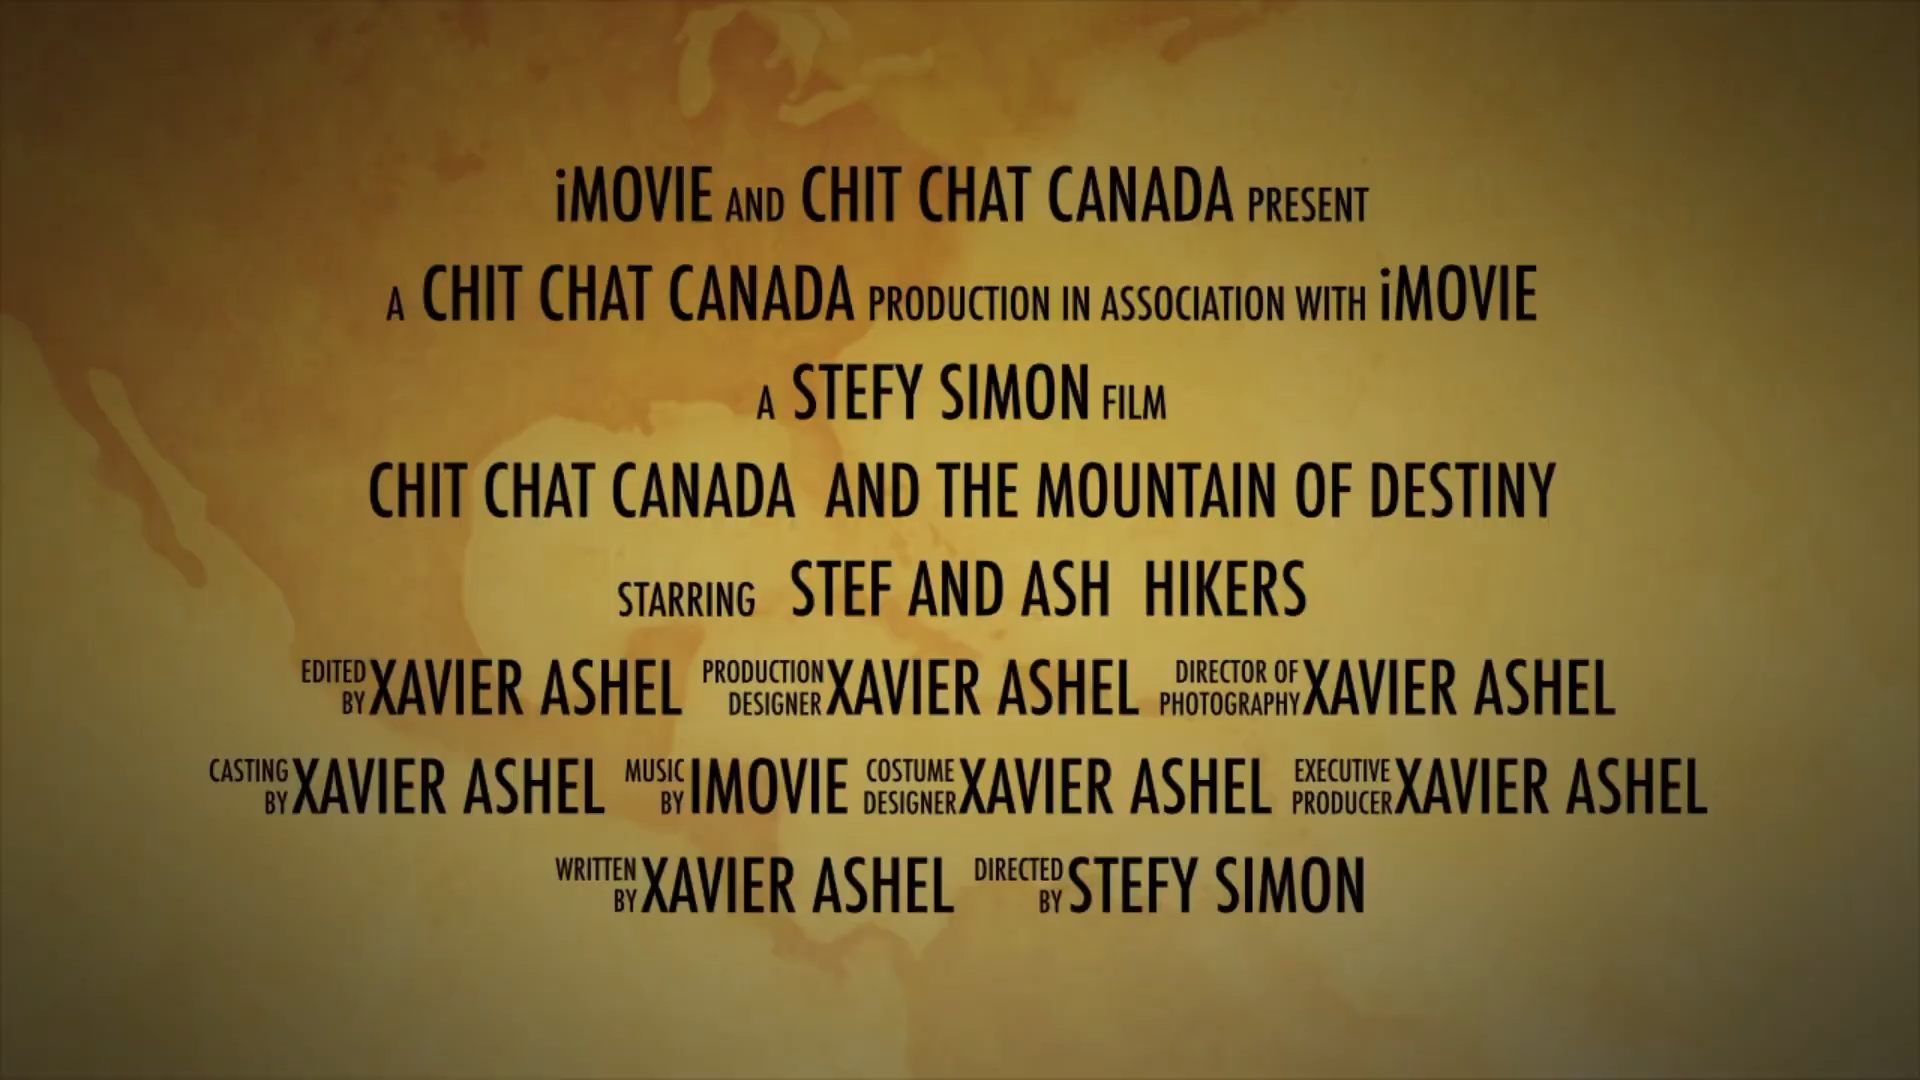 iMOVIE AND CHIT CHAT CANADA PRESENT
A CHIT CHAT CANADA PRODUCTION IN ASSOCIATION WITH iMOVIE
A STEFY SIMON FILM
CHIT CHAT CANADA AND THE MOUNTAIN OF DESTINY
STARRING STEF AND ASH HIKERS
EDITED BY XAVIER ASHEL PRODUCTION DESIGNER XAVIER ASHEL DIRECTOR OF PHOTOGRAPHY XAVIER ASHEL
CASTING BY XAVIER ASHEL MUSIC BY IMOVIE COSTUME DESIGNER XAVIER ASHEL EXECUTIVE PRODUCER XAVIER ASHEL
WRITTEN BY XAVIER ASHEL DIRECTED BY STEFY SIMON